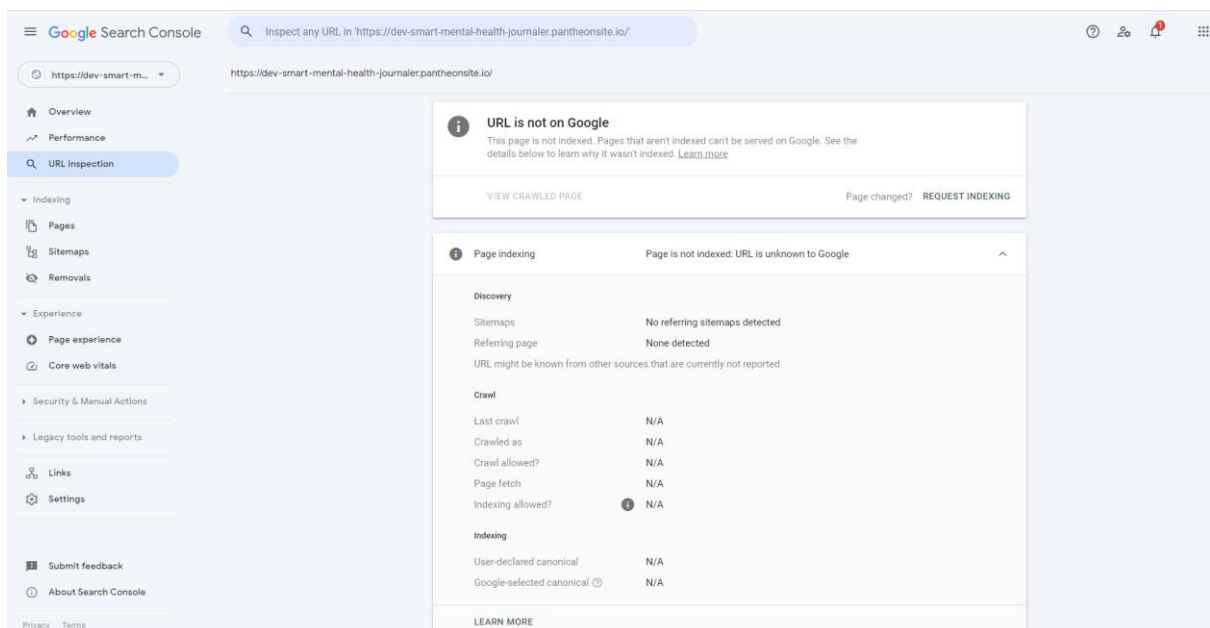 Google Search Console
Inspect any URL in 'https://dev-smart-mental-health-journaler.pantheonsite.io/'
1
https://dev-smart-m...
https://dev-smart-mental-health-journaler.pantheonsite.io/
Overview
Performance
URL inspection
Indexing
Pages
Sitemaps
Removals
Experience
Page experience
Core web vitals
Security & Manual Actions
Legacy tools and reports
Links
Settings
Submit feedback
About Search Console
Privacy Terms
URL is not on Google
This page is not indexed. Pages that aren't indexed can't be served on Google. See the
details below to learn why it wasn't indexed. Learn more
VIEW CRAWLED PAGE
Page changed? REQUEST INDEXING
Page indexing Page is not indexed: URL is unknown to Google
Discovery
Sitemaps No referring sitemaps detected
Referring page None detected
URL might be known from other sources that are currently not reported
Crawl
Last crawl N/A
Crawled as N/A
Crawl allowed? N/A
Page fetch N/A
Indexing allowed? N/A
Indexing
User-declared canonical N/A
Google-selected canonical N/A
LEARN MORE